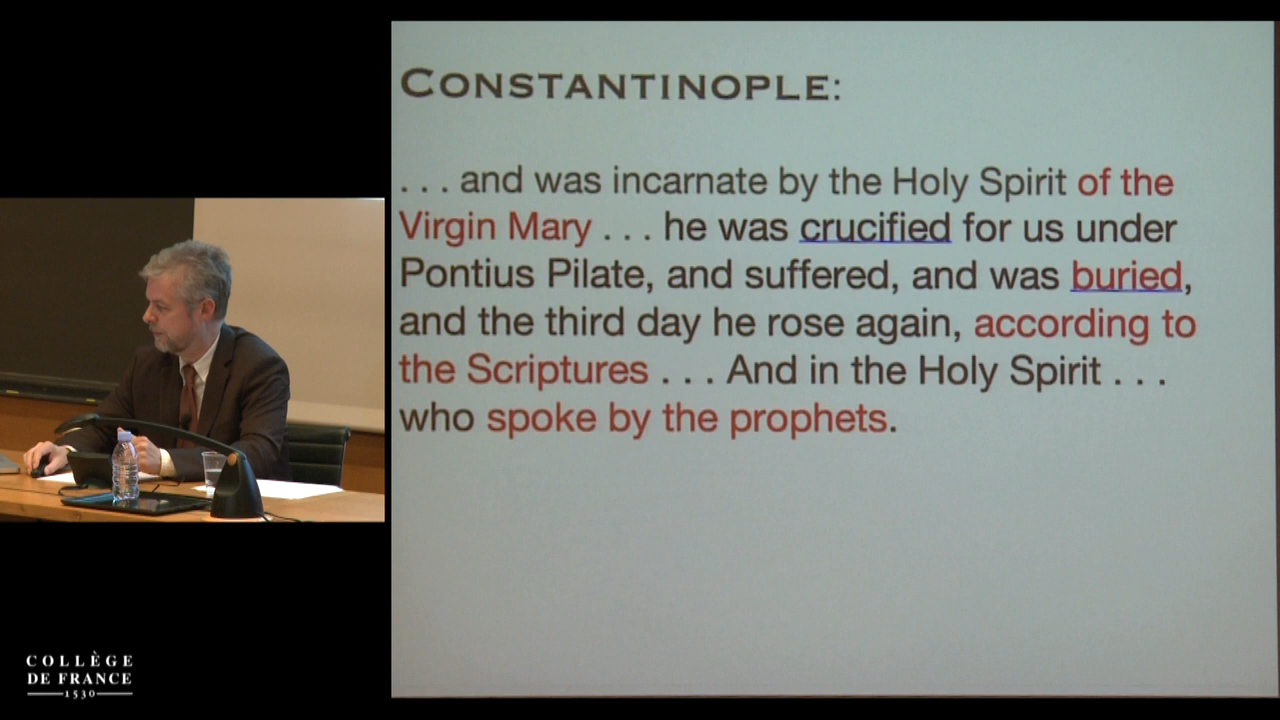 CONSTANTINOPLE:
. . . and was incarnate by the Holy Spirit of the
Virgin Mary . . . he was crucified for us under
Pontius Pilate, and suffered, and was buried,
and the third day he rose again, according to
the Scriptures . . . And in the Holy Spirit . . .
who spoke by the prophets.
COLLÈGE
DE FRANCE
1530